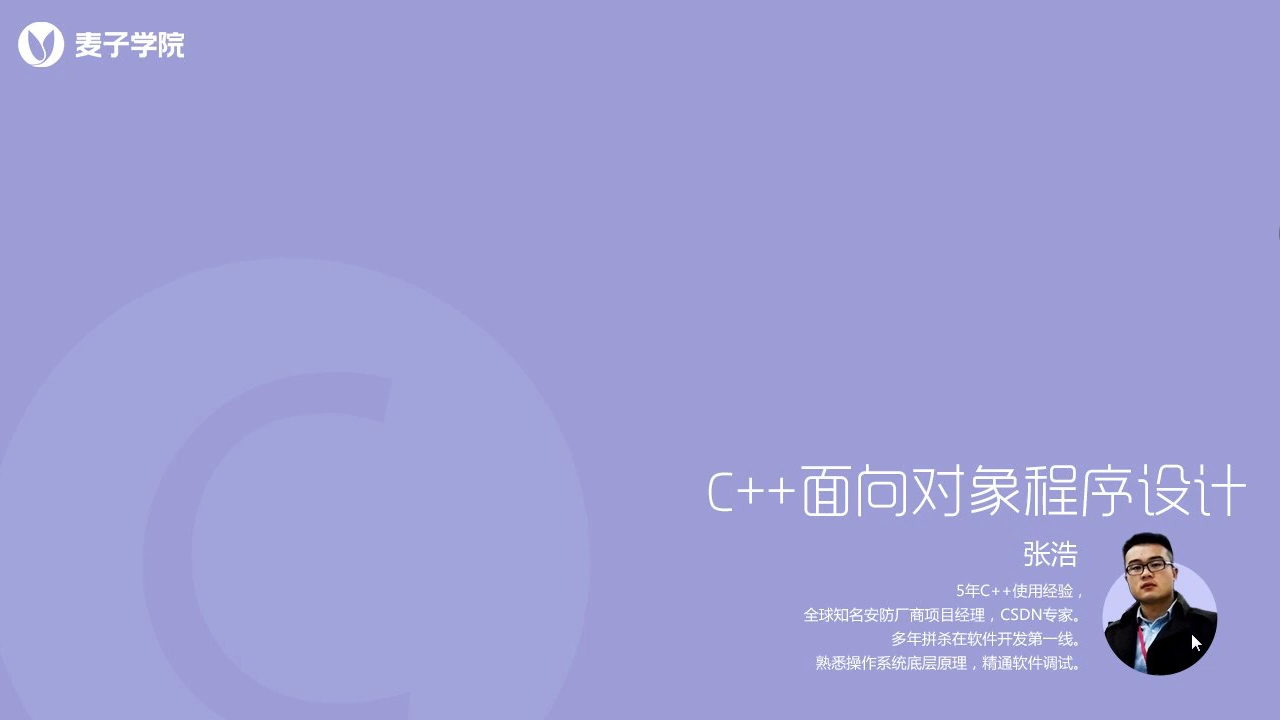 麦子学院
C++面向对象程序设计
张浩
5年C++使用经验，
全球知名安防厂商项目经理，CSDN专家。
多年拼杀在软件开发第一线。
熟悉操作系统底层原理，精通软件调试。